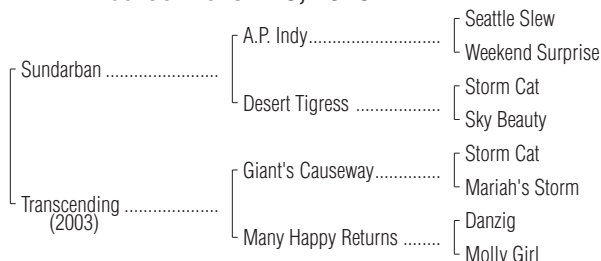 Seattle Slew
A.P. Indy..............................
Weekend Surprise
Sundarban ..........................
Storm Cat
Desert Tigress ...................
Sky Beauty
Storm Cat
Giant's Causeway...............
Mariah's Storm
Transcending .....................
(2003)
Danzig
Many Happy Returns ........
Molly Girl